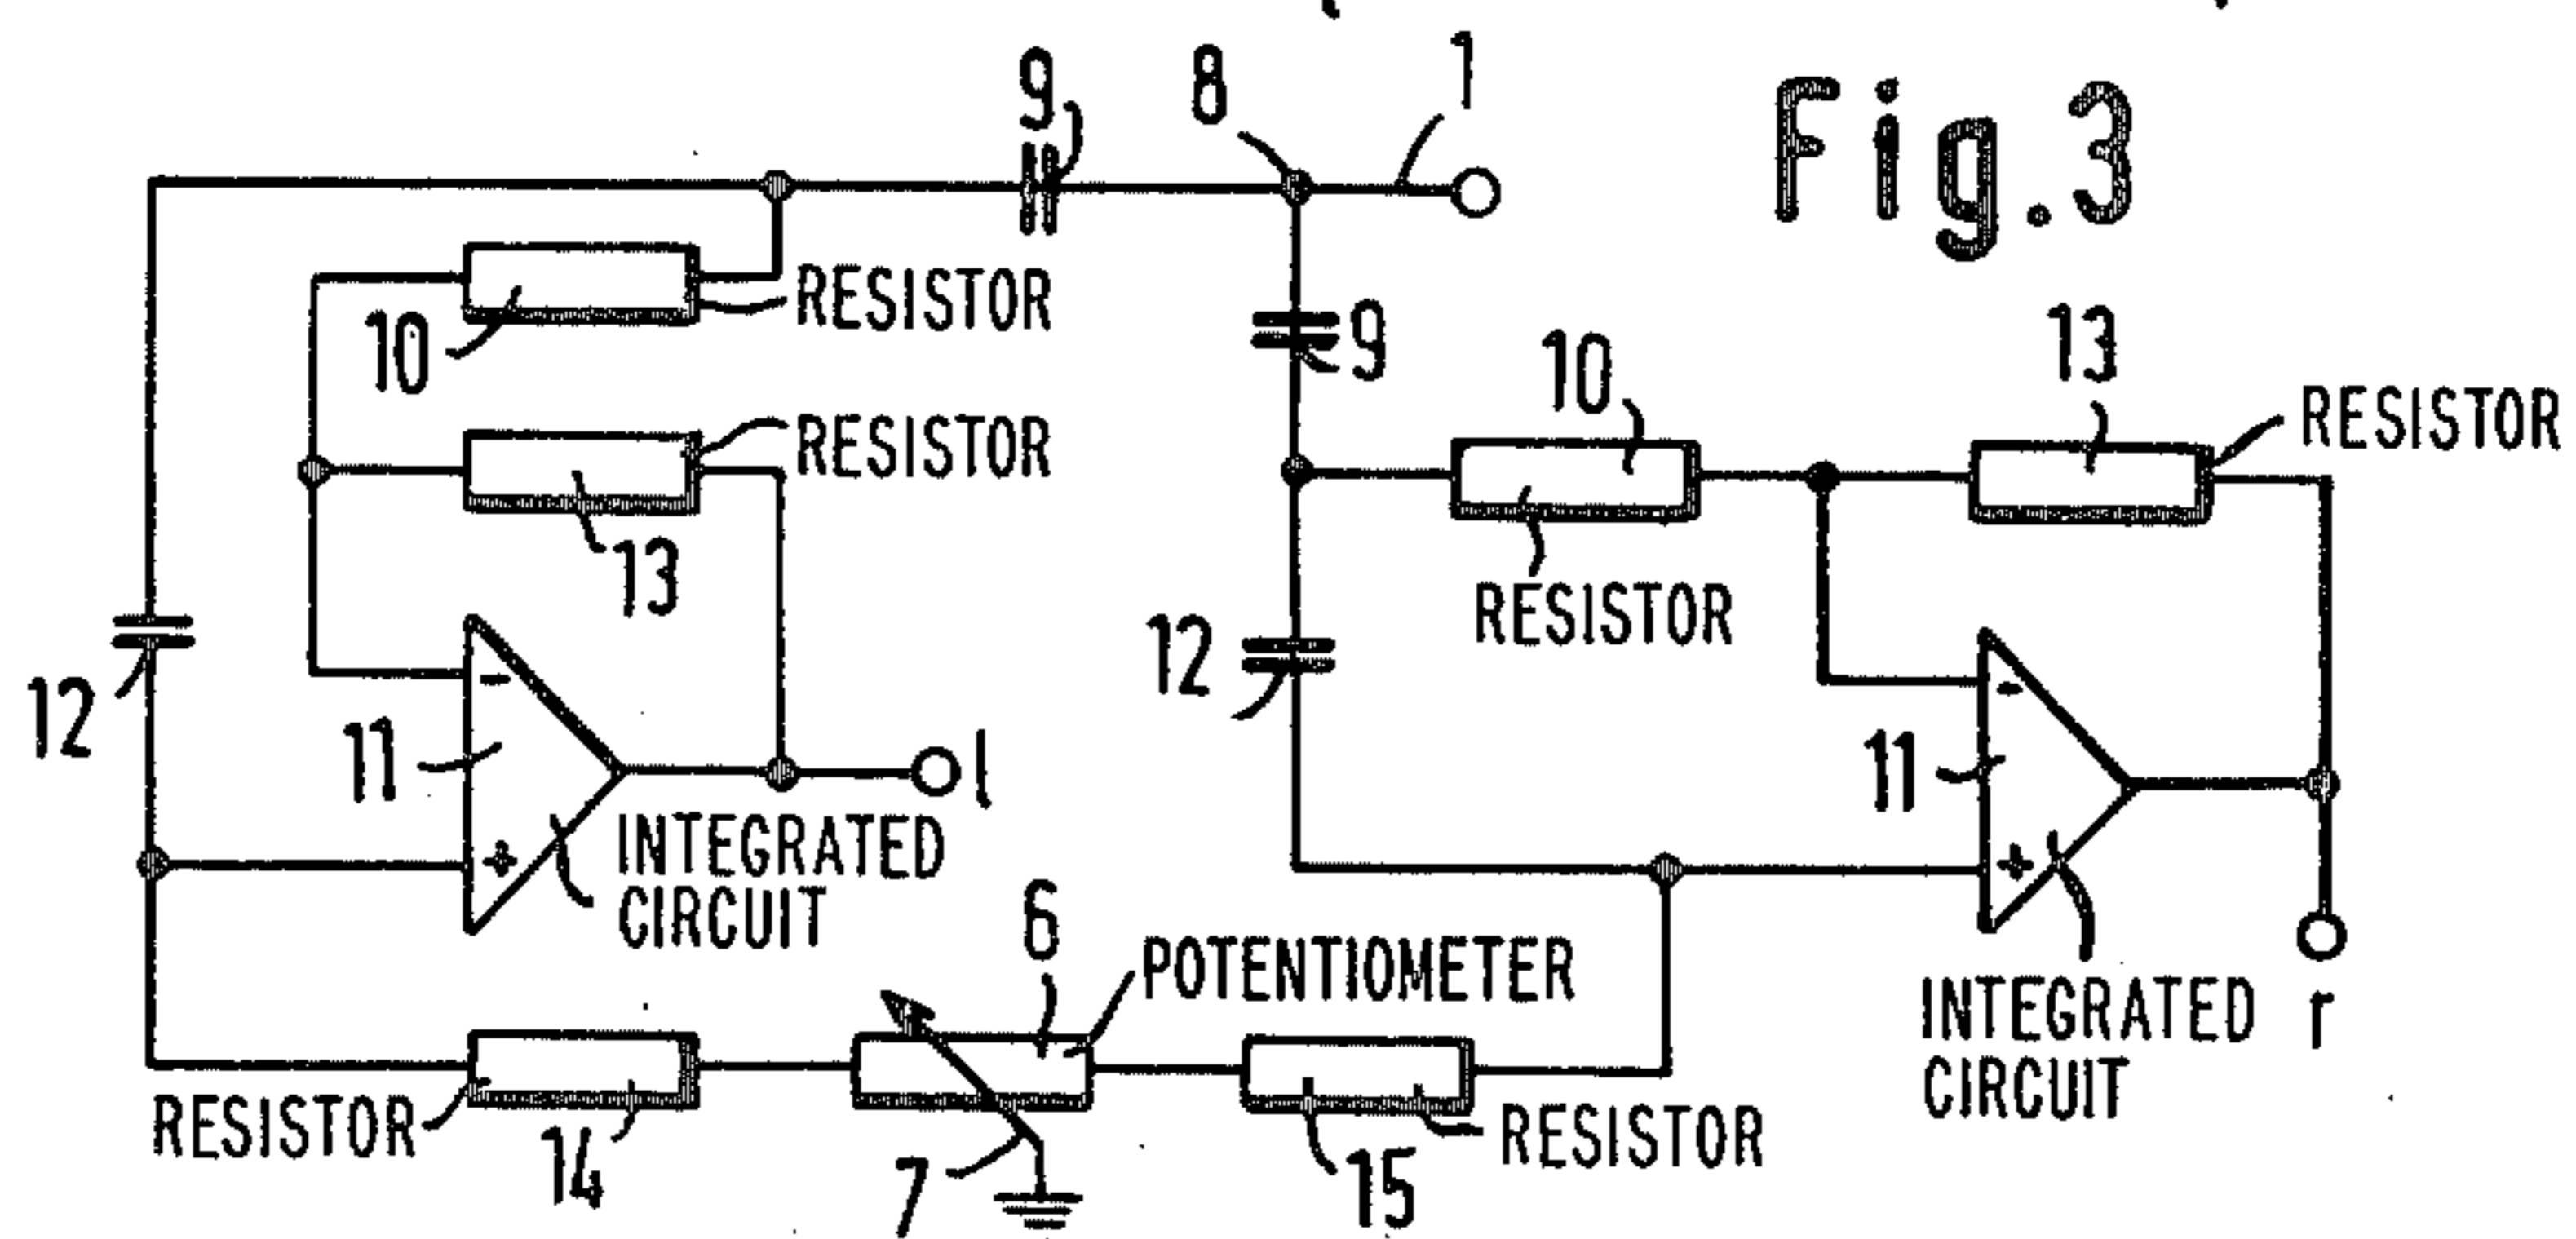 9
8
1
Fig.3
RESISTOR
10
9
10
13
RESISTOR
RESISTOR
13
RESISTOR
12
12
-
-
11
l
11
+
INTEGRATED
CIRCUIT
+
6
POTENTIOMETER
INTEGRATED
CIRCUIT
r
RESISTOR
14
7
15
RESISTOR